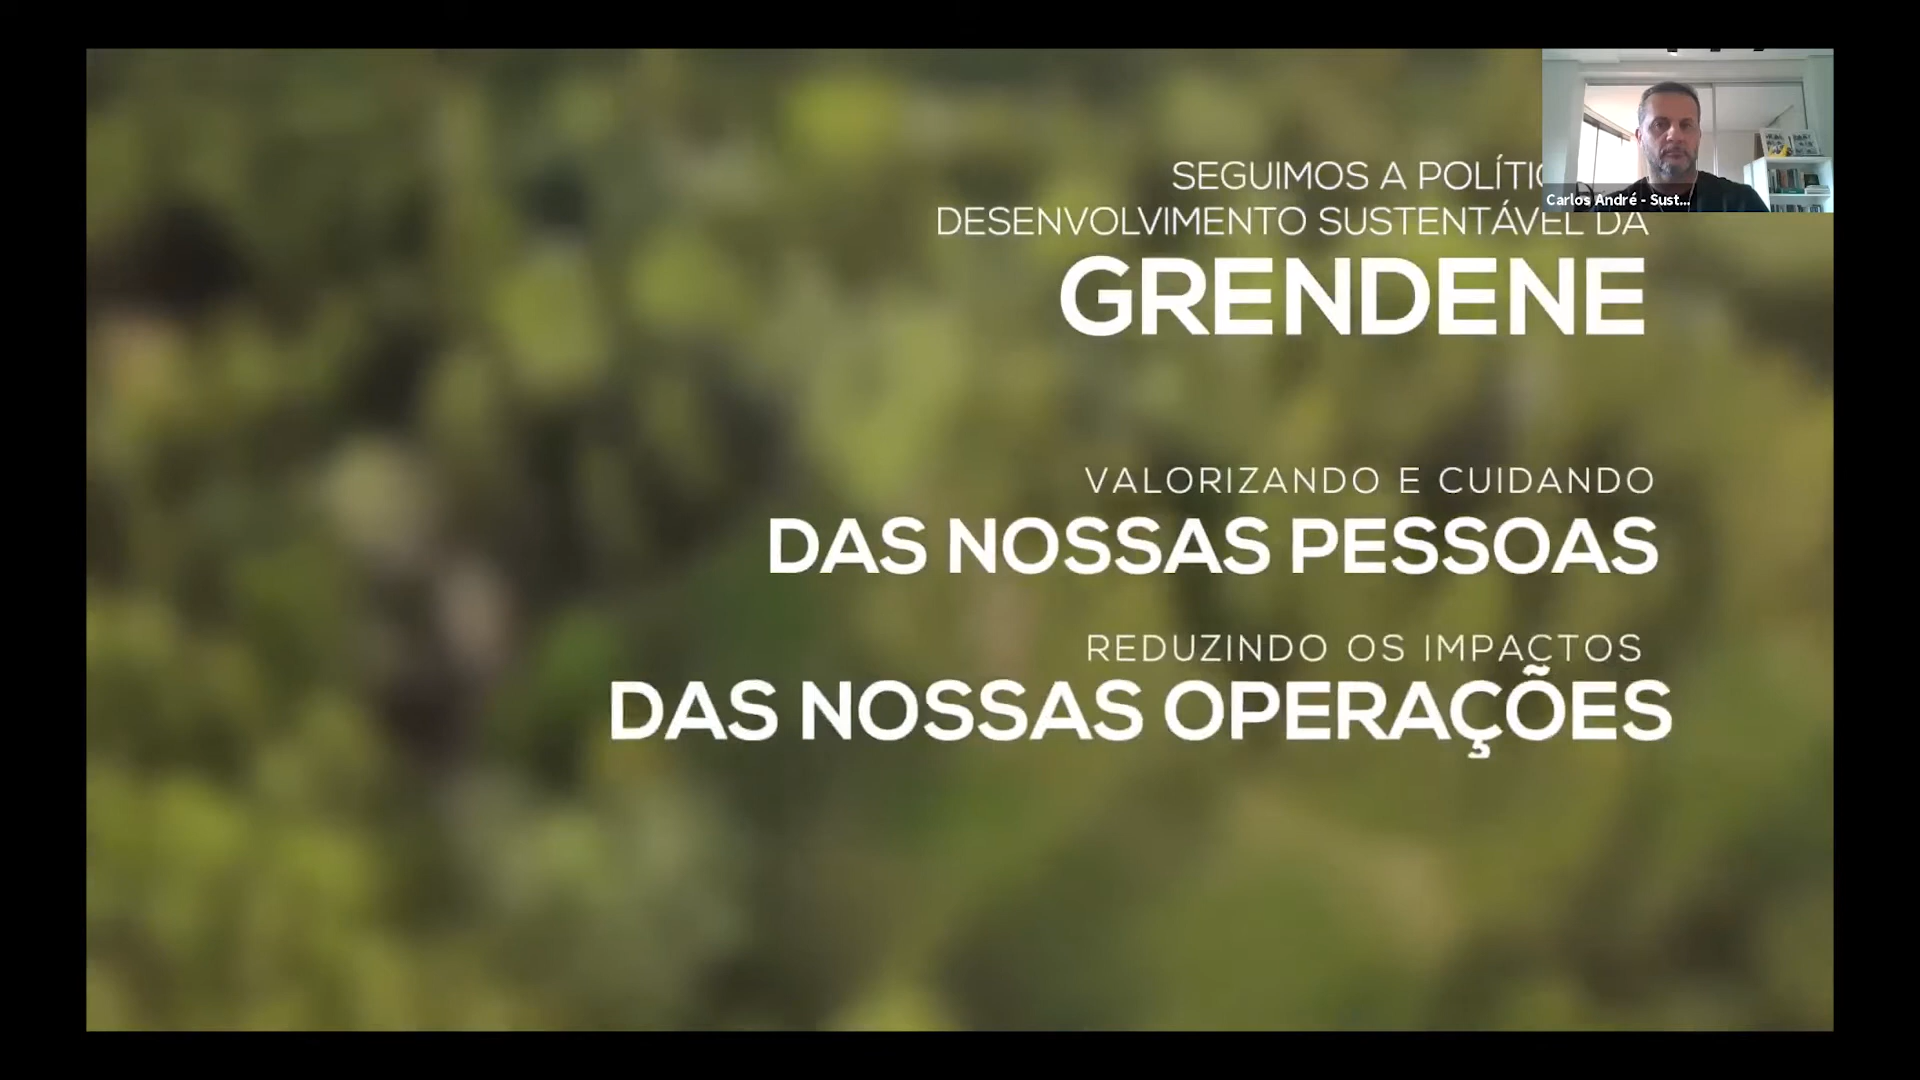 SEGUIMOS A POLÍTIC
DESENVOLVIMENTO SUSTENTÁVEL DA
GRENDENE
VALORIZANDO E CUIDANDO
DAS NOSSAS PESSOAS
REDUZINDO OS IMPACTOS
DAS NOSSAS OPERAÇÕES
Carlos André - Sust...